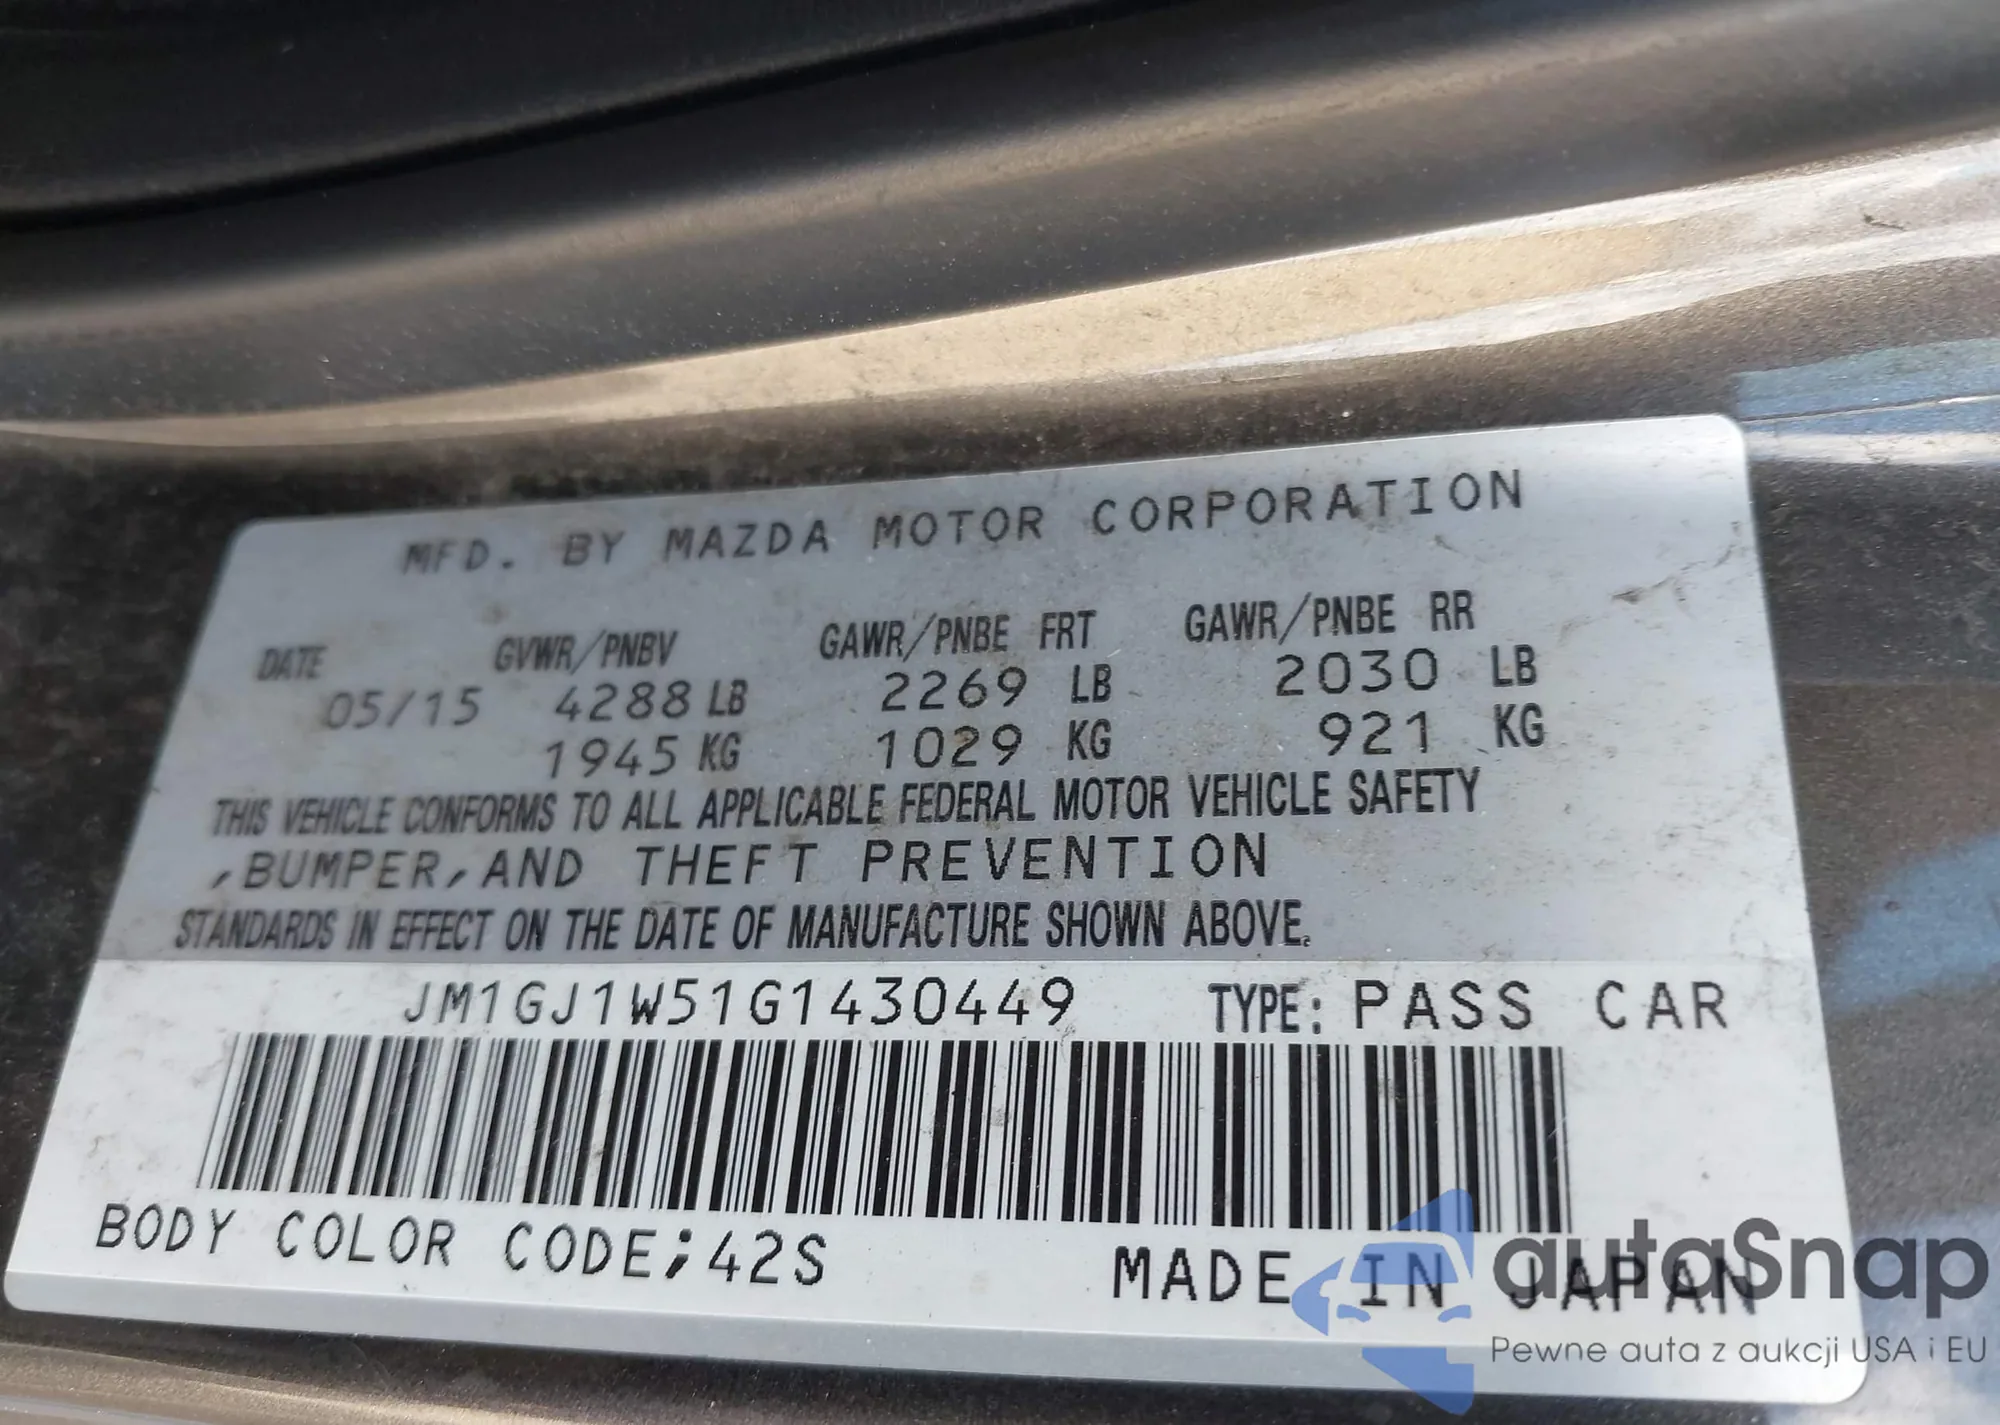 MFD. BY MAZDA MOTOR CORPORATION
DATE GVWR/PNBV GAWR/PNBE FRT GAWR/PNBE RR
05/15 4288 LB 2269 LB 2030 LB
1945 KG 1029 KG 921 KG
THIS VEHICLE CONFORMS TO ALL APPLICABLE FEDERAL MOTOR VEHICLE SAFETY
,BUMPER,AND THEFT PREVENTION
STANDARDS IN EFFECT ON THE DATE OF MANUFACTURE SHOWN ABOVE.
JM1GJ1W51G1430449 TYPE: PASS CAR
BODY COLOR CODE;42S MADE IN JAPAN
autaSnap
Pewne auta z aukcji USA i EU